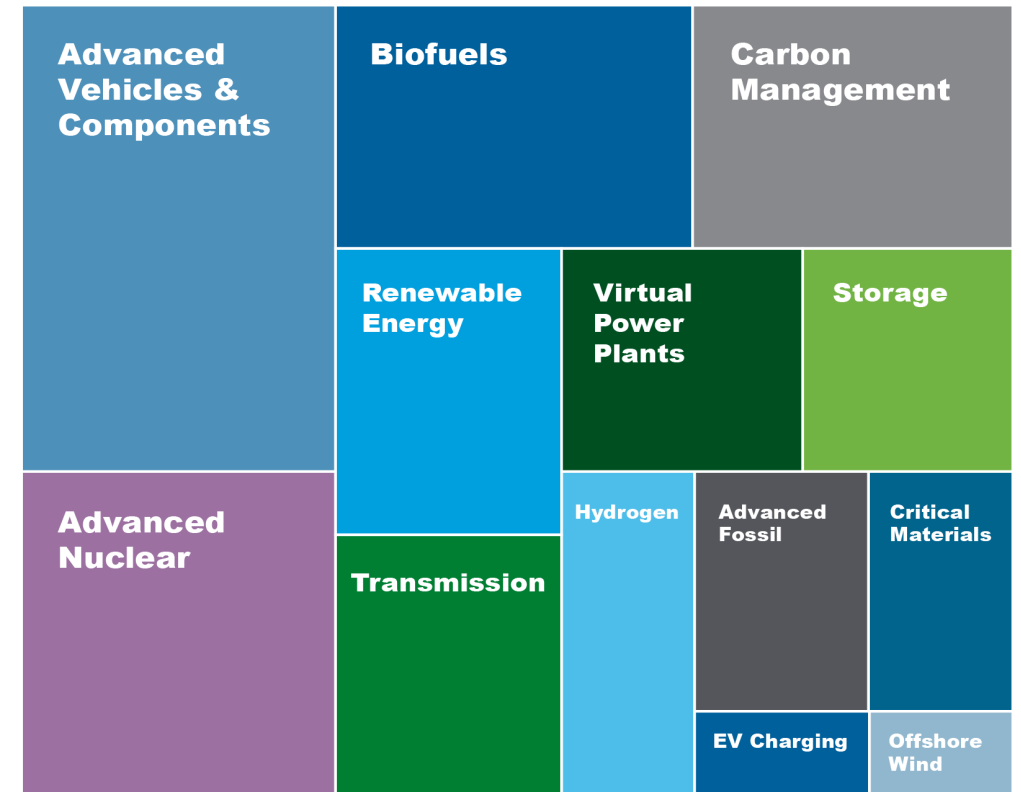 Advanced
Vehicles &
Components
Biofuels
Carbon
Management
Renewable
Energy
Virtual
Power
Plants
Storage
Advanced
Nuclear
Transmission
Hydrogen
Advanced
Fossil
Critical
Materials
EV Charging
Offshore
Wind